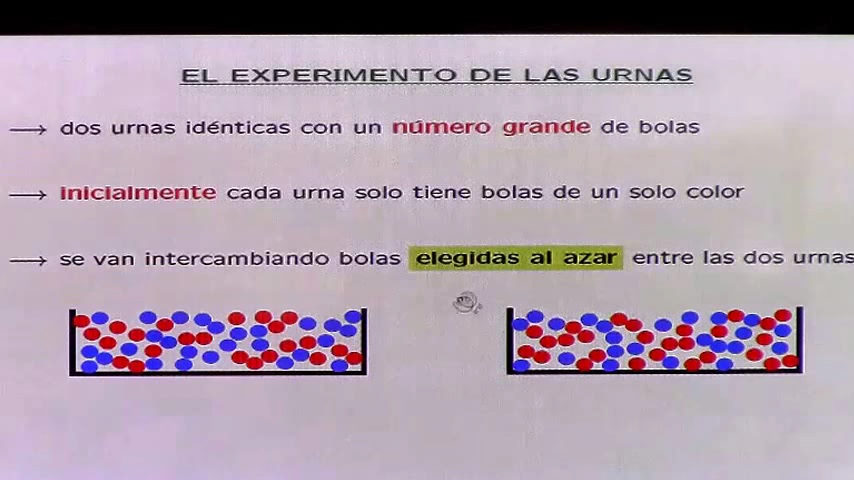 EL EXPERIMENTO DE LAS URNAS
→ dos urnas idénticas con un número grande de bolas
→ inicialmente cada urna solo tiene bolas de un solo color
→ se van intercambiando bolas elegidas al azar entre las dos urnas